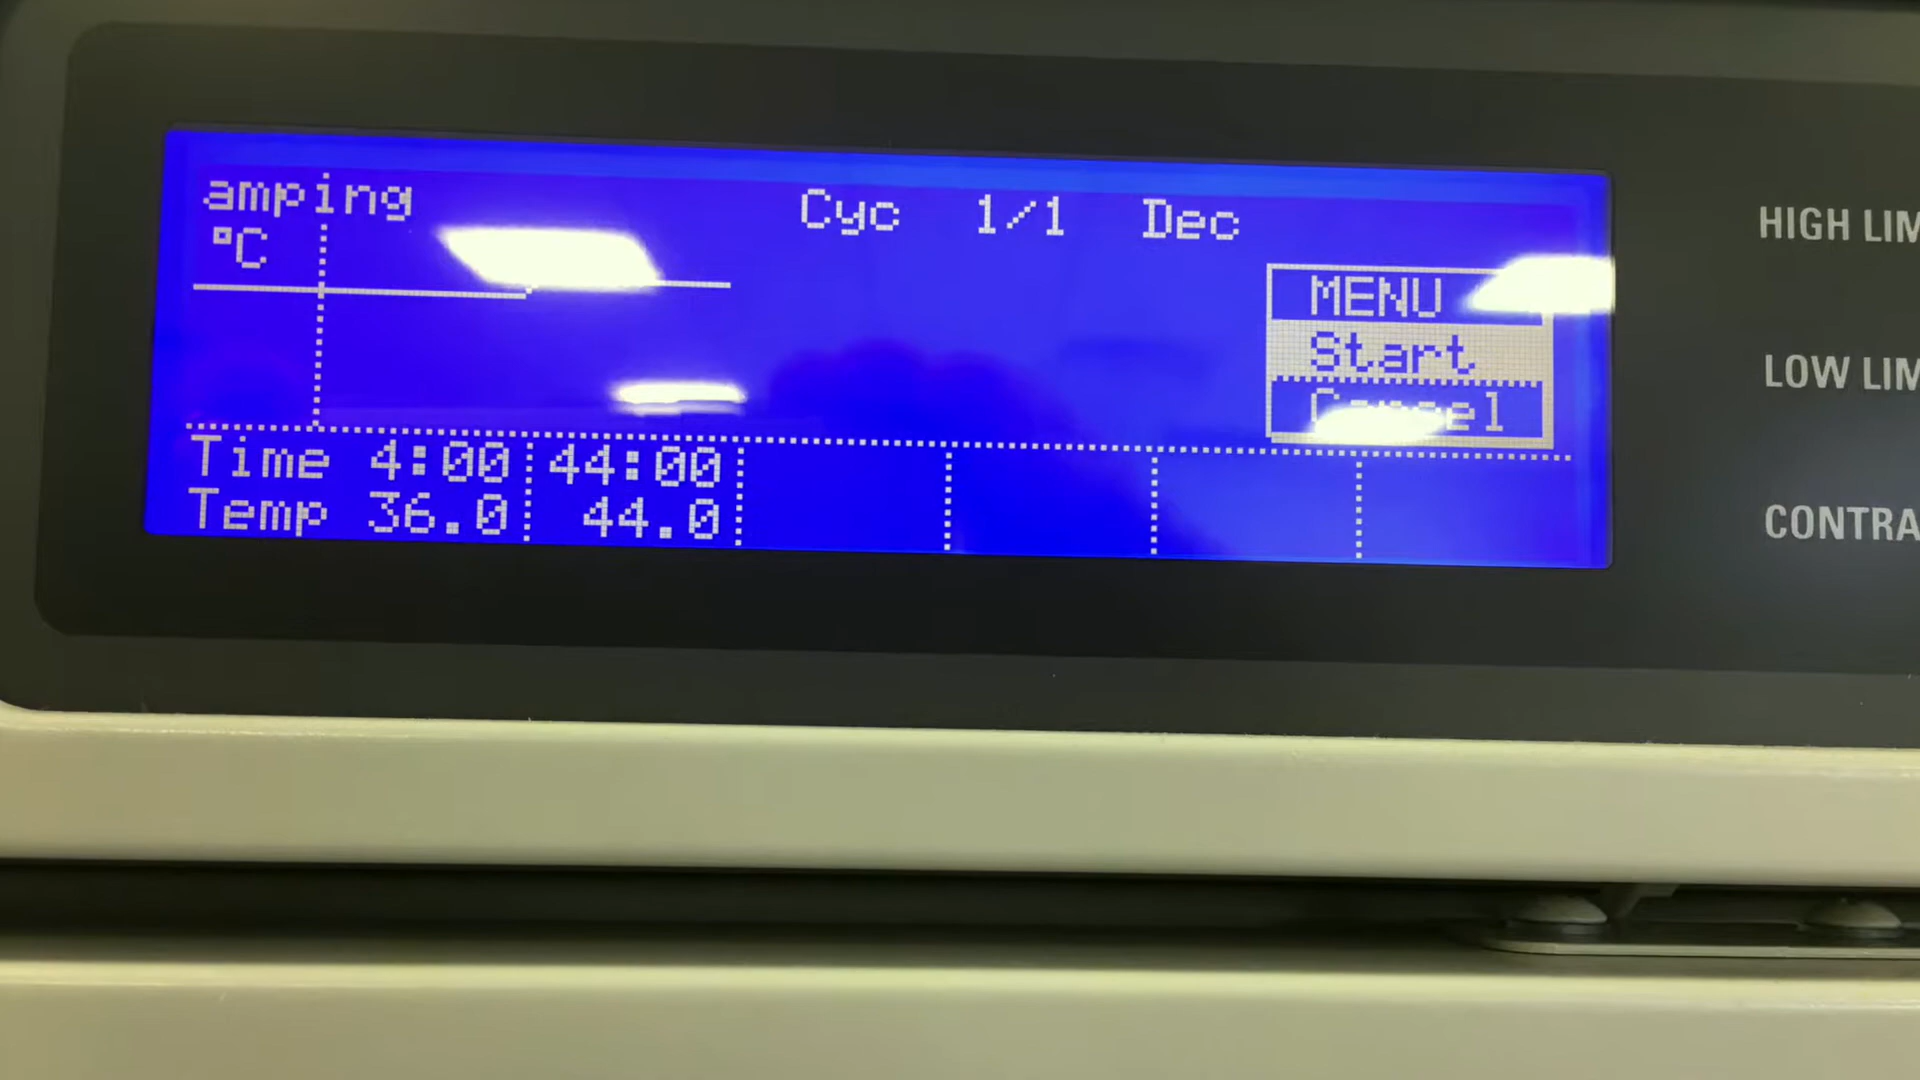 amping Cyc 1/1 Dec
°C
MENU
Start
Cancel
Time 4:00 44:00
Temp 36.0 44.0
HIGH LIM
LOW LIM
CONTRA